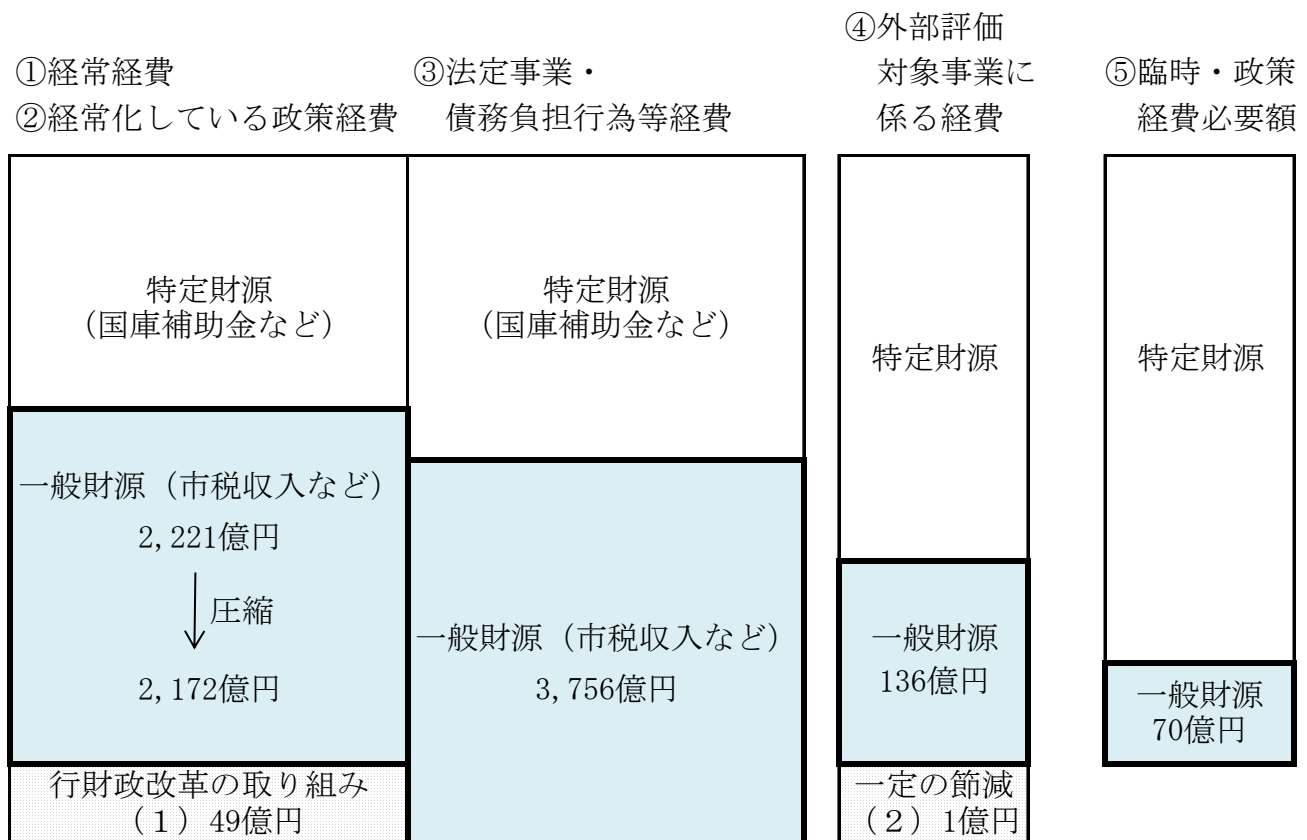 ①経常経費
②経常化している政策経費
③法定事業・
債務負担行為等経費
④外部評価
対象事業に
係る経費
⑤臨時・政策
経費必要額
特定財源
(国庫補助金など)
一般財源(市税収入など)
2,221億円
圧縮
2,172億円
行財政改革の取り組み
(1)49億円
特定財源
(国庫補助金など)
一般財源(市税収入など)
3,756億円
特定財源
一般財源
136億円
一定の節減
(2)1億円
特定財源
一般財源
70億円